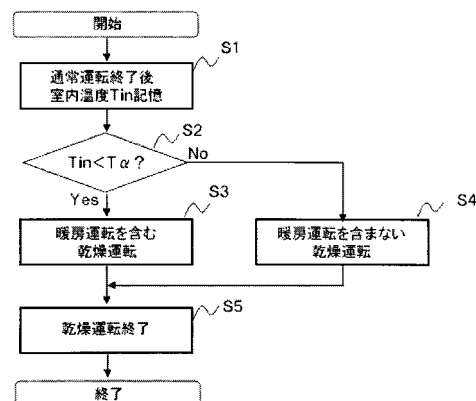 開始
S1
通常運転終了後
室内温度Tin記憶
S2
Tin<Tα?
No
Yes
S3
暖房運転を含む
乾燥運転
S4
暖房運転を含まない
乾燥運転
S5
乾燥運転終了
終了